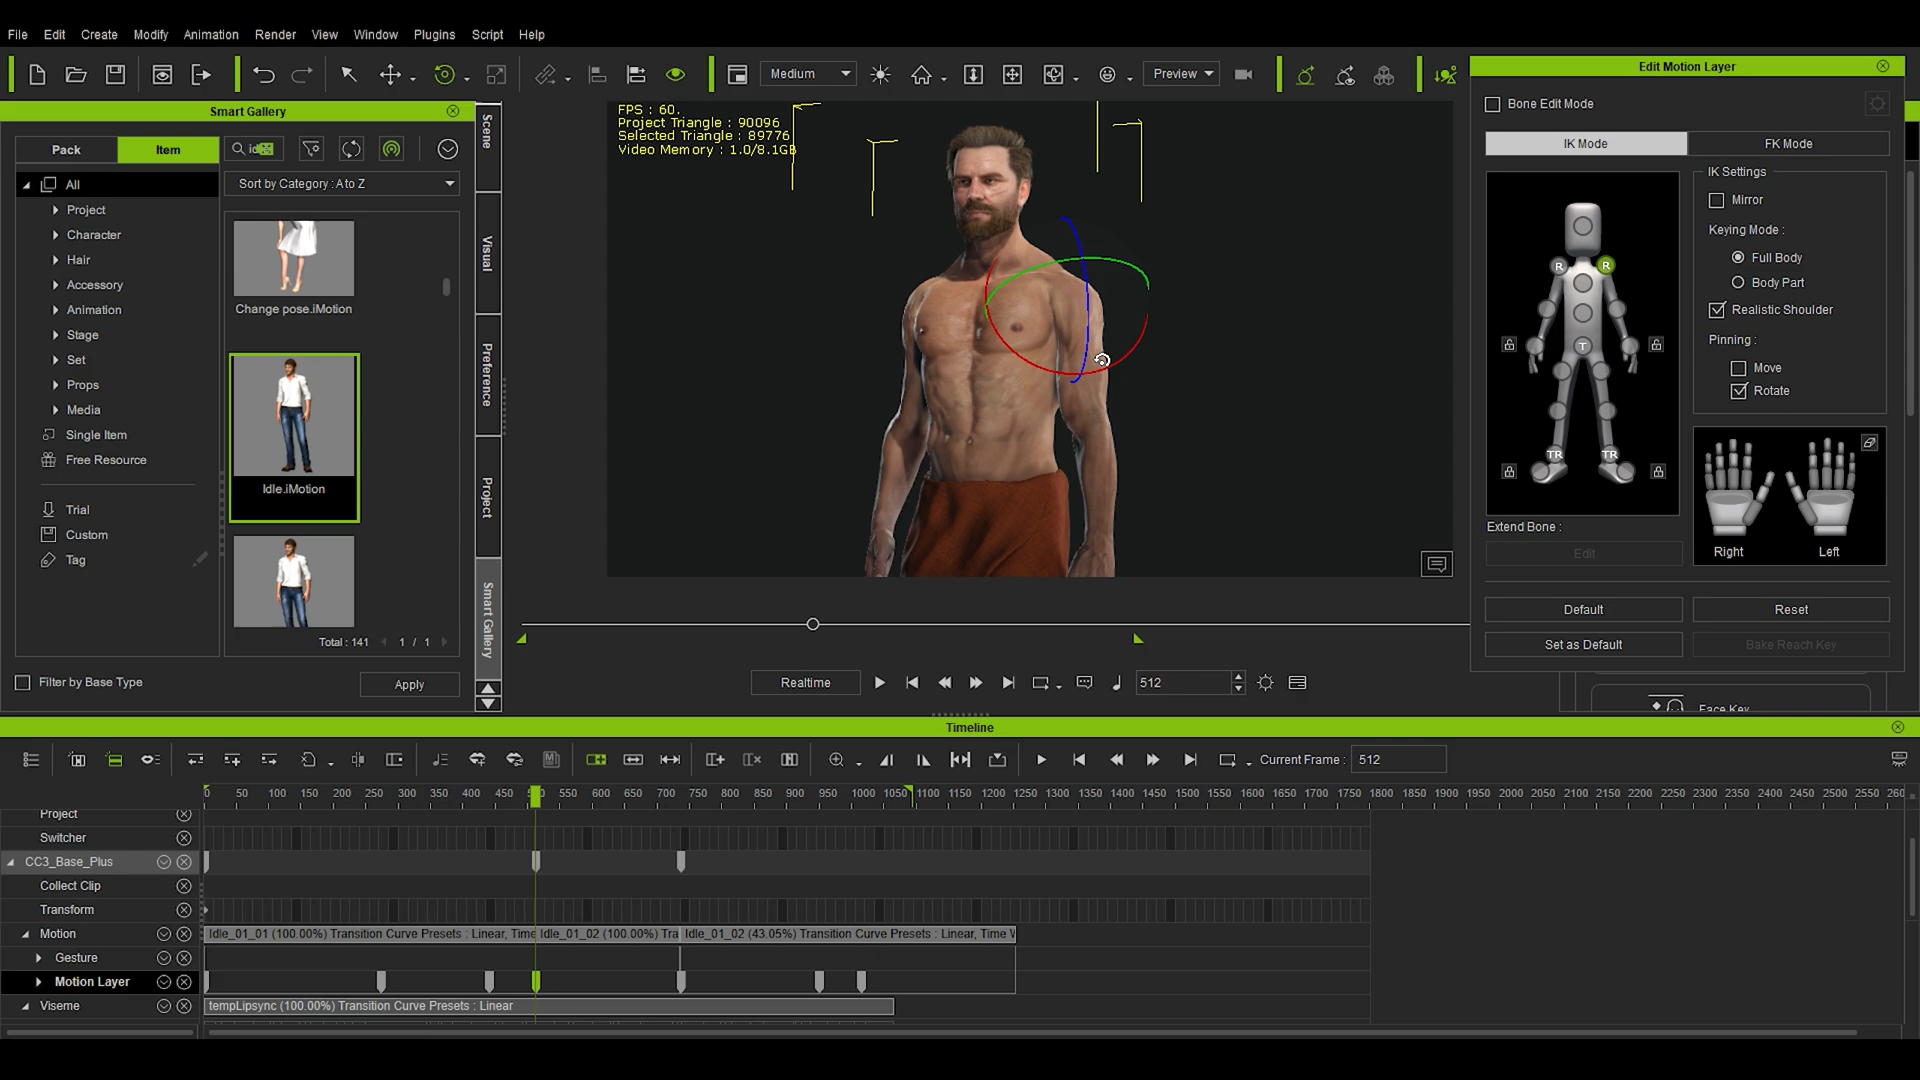 File Edit Create Modify Animation Render View Window Plugins Script Help
Medium
Preview
Smart Gallery
Pack Item
Sort by Category : A to Z
All
Project
Character
Hair
Accessory
Animation
Stage
Set
Props
Media
Single Item
Free Resource
Trial
Custom
Tag
Change pose.iMotion
Idle.iMotion
Total : 141 1 / 1
Filter by Base Type
Apply
Scene
Visual
Preference
Project
Smart Gallery
FPS : 60.
Project Triangle : 90096
Selected Triangle : 89776
Video Memory : 1.0/8.1GB
Edit Motion Layer
Bone Edit Mode
IK Mode FK Mode
IK Settings
Mirror
Keying Mode :
Full Body
Body Part
Realistic Shoulder
Pinning :
Move
Rotate
R R
T
TR TR
Extend Bone :
Edit
Right Left
Default Reset
Set as Default Bake Reach Key
Face Key
Realtime 512
Timeline
Current Frame : 512
0 50 100 150 200 250 300 350 400 450 550 600 650 700 750 800 850 900 950 1000 1050 1100 1150 1200 1250 1300 1350 1400 1450 1500 1550 1600 1650 1700 1750 1800 1850 1900 1950 2000 2050 2100 2150 2200 2250 2300 2350 2400 2450 2500 2550 260
Project
Switcher
CC3_Base_Plus
Collect Clip
Transform
Motion Idle_01_01 (100.00%) Transition Curve Presets : Linear, Time Idle_01_02 (100.00%) Tra Idle_01_02 (43.05%) Transition Curve Presets : Linear, Time W
Gesture
Motion Layer
Viseme tempLipsync (100.00%) Transition Curve Presets : Linear